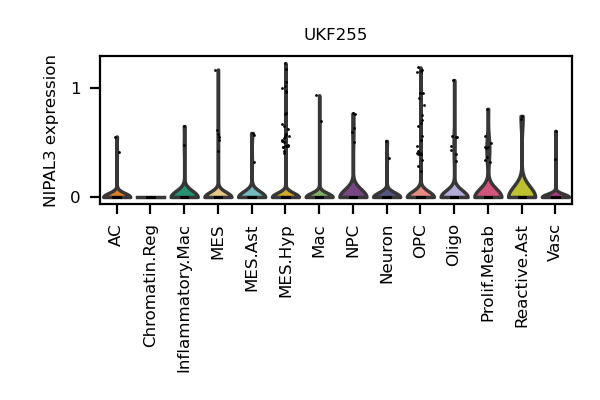 UKF255
NIPAL3 expression
1
0
AC
Chromatin.Reg
Inflammatory.Mac
MES
MES.Ast
MES.Hyp
Mac
NPC
Neuron
OPC
Oligo
Prolif.Metab
Reactive.Ast
Vasc